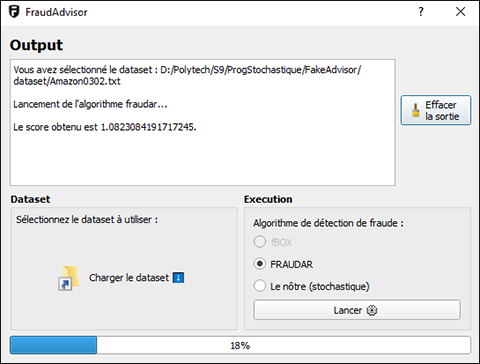 FraudAdvisor
Output
Vous avez sélectionné le dataset : D:/Polytech/S9/ProgStochastique/FakeAdvisor/
dataset/Amazon0302.txt
Lancement de l'algorithme fraudar...
Le score obtenu est 1.0823084191717245.
Effacer
la sortie
Dataset
Sélectionnez le dataset à utiliser :
Charger le dataset
Execution
Algorithme de détection de fraude :
fBOX
FRAUDAR
Le nôtre (stochastique)
Lancer
18%